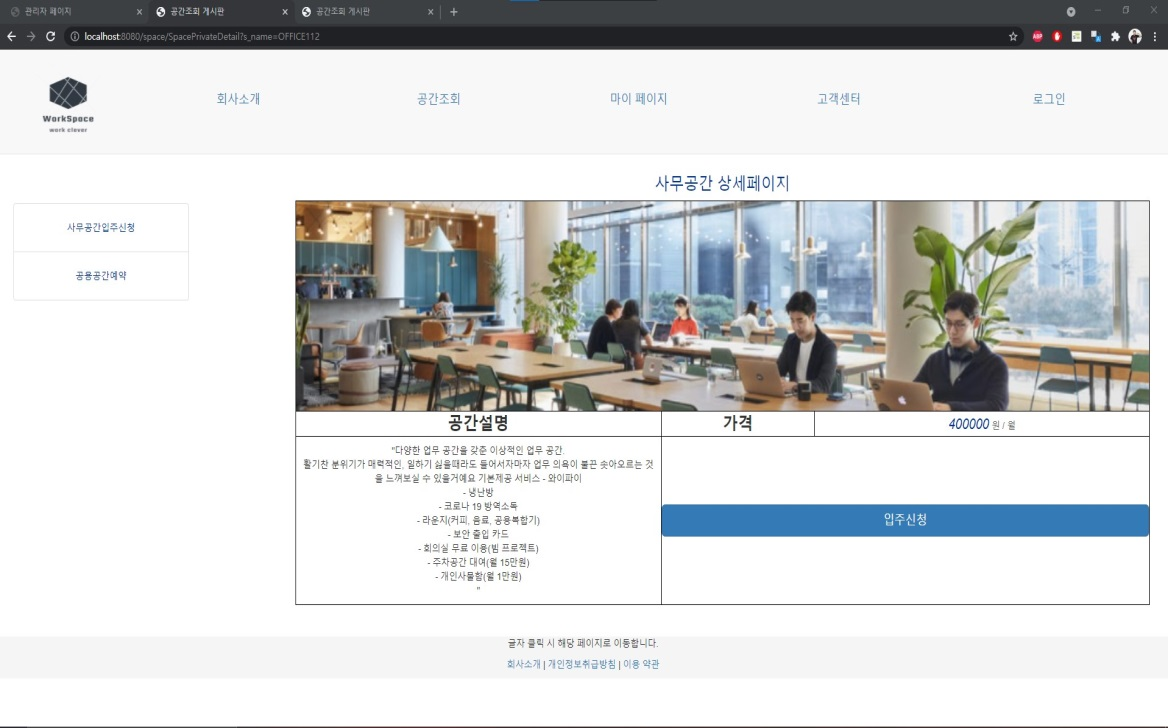 관리자 페이지
공간조회 게시판
공간조회 게시판
localhost:8080/space/SpacePrivateDetail?s_name=OFFICE112
ABP
WorkSpace
work clever
회사소개
공간조회
마이 페이지
고객센터
로그인
사무공간입주신청
공용공간예약
사무공간 상세페이지
공간설명
가격
400000 원 / 월
"다양한 업무 공간을 갖춘 이상적인 업무 공간.
활기찬 분위기가 매력적인, 일하기 싫을때라도 들어서자마자 업무 의욕이 불끈 솟아오르는 것
을 느껴보실 수 있을거예요 기본제공 서비스 - 와이파이
- 냉난방
- 코로나 19 방역소독
- 라운지(커피, 음료, 공용복합기)
- 보안 출입 카드
- 회의실 무료 이용(빔 프로젝트)
- 주차공간 대여(월 15만원)
- 개인사물함(월 1만원)
"
입주신청
글자 클릭 시 해당 페이지로 이동합니다.
회사소개 | 개인정보취급방침 | 이용 약관